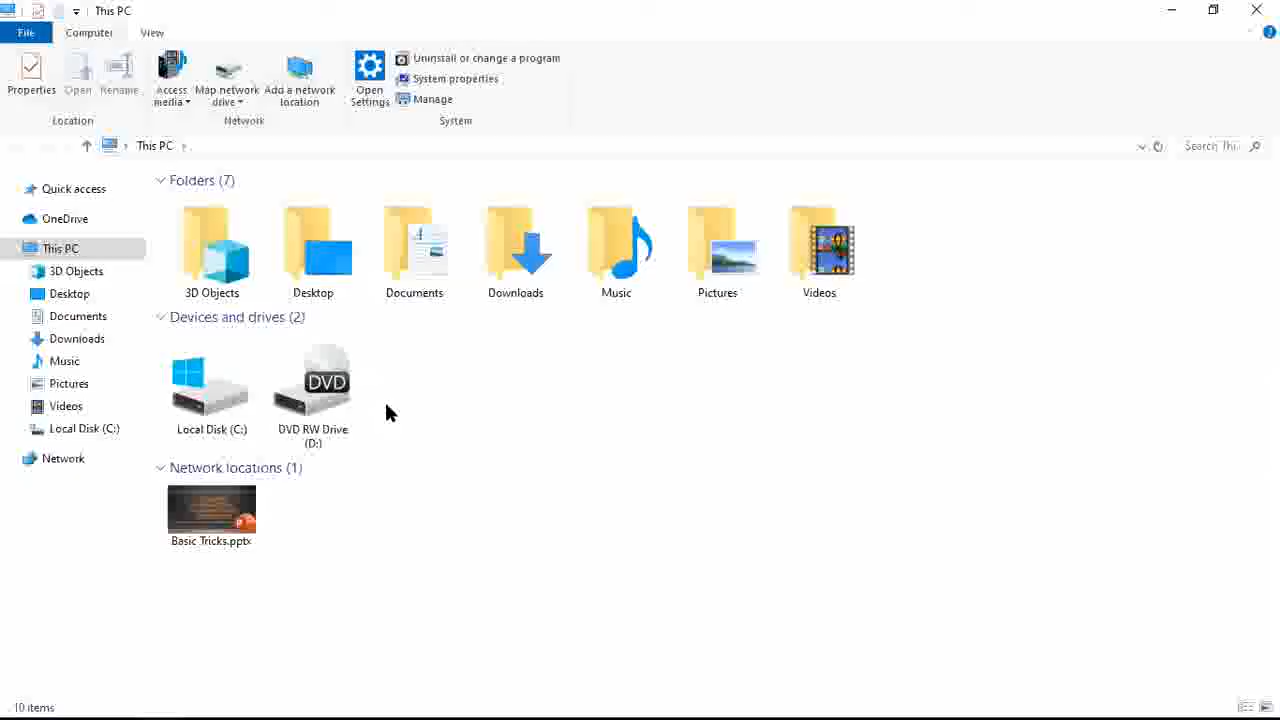 This PC
File Computer View
Properties Open Rename Access media Map network drive Add a network location Open Settings Uninstall or change a program
System properties
Manage
Location Network System
This PC
Search Thi...
Quick access
OneDrive
This PC
3D Objects
Desktop
Documents
Downloads
Music
Pictures
Videos
Local Disk (C:)
Network
Folders (7)
3D Objects Desktop Documents Downloads Music Pictures Videos
Devices and drives (2)
DVD
Local Disk (C:) DVD RW Drive
(D:)
Network locations (1)
P
Basic Tricks.pptx
10 items